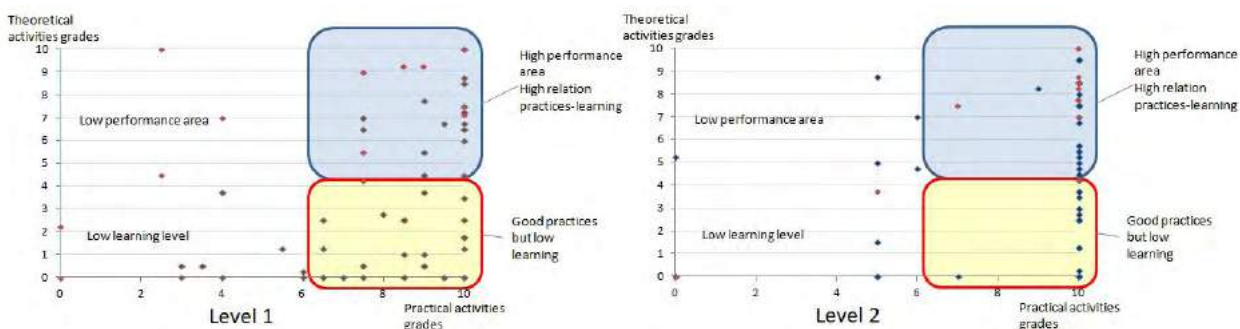 Theoretical
activities grades
10
9
8
7
6
5
4
3
2
1
0
0
2
4
6
8
10
Low performance area
Low learning level
High performance
area
High relation
practices-learning
Good practices
but low
learning
Practical activities
grades
Level 1
Theoretical
activities grades
10
9
8
7
6
5
4
3
2
1
0
0
2
4
6
8
10
Low performance area
Low learning level
High performance
area
High relation
practices-learning
Good practices
but low
learning
Practical activities
grades
Level 2